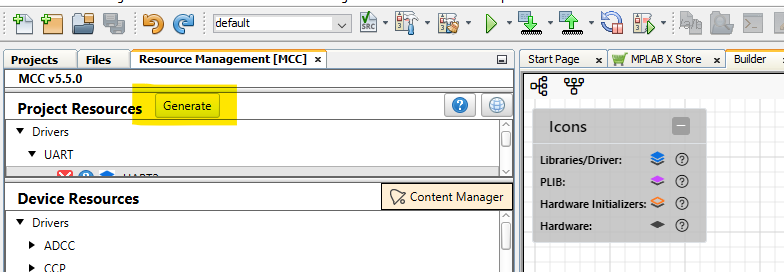 default
SRC
Projects
Files
Resource Management [MCC] ×
Start Page ×
MPLAB X Store ×
Builder
MCC v5.5.0
Project Resources
Generate
?
Drivers
UART
Device Resources
Content Manager
Drivers
ADCC
CCP
Icons
Libraries/Driver: ?
PLIB: ?
Hardware Initializers: ?
Hardware: ?